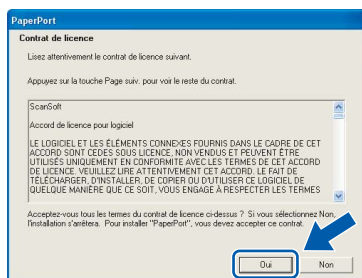 PaperPort
Contrat de licence
Lisez attentivement le contrat de licence suivant.
Appuyez sur la touche Page suiv. pour voir le reste du contrat.
ScanSoft
Accord de licence pour logiciel
LE LOGICIEL ET LES ÉLÉMENTS CONNEXES FOURNIS DANS LE CADRE DE CET
ACCORD SONT CEDES SOUS LICENCE, NON VENDUS ET PEUVENT ÊTRE
UTILISÉS UNIQUEMENT EN CONFORMITE AVEC LES TERMES DE CET ACCORD
DE LICENCE. VEUILLEZ LIRE ATTENTIVEMENT CET ACCORD. LE FAIT DE
TÉLÉCHARGER, D'INSTALLER, DE COPIER OU D'UTILISER CE LOGICIEL DE
QUELQUE MANIÈRE QUE CE SOIT, VOUS ENGAGE À RESPECTER LES TERMES
Acceptez-vous tous les termes du contrat de licence ci-dessus ? Si vous sélectionnez Non,
l'installation s'arrêtera. Pour installer "PaperPort", vous devez accepter ce contrat.
Oui
Non